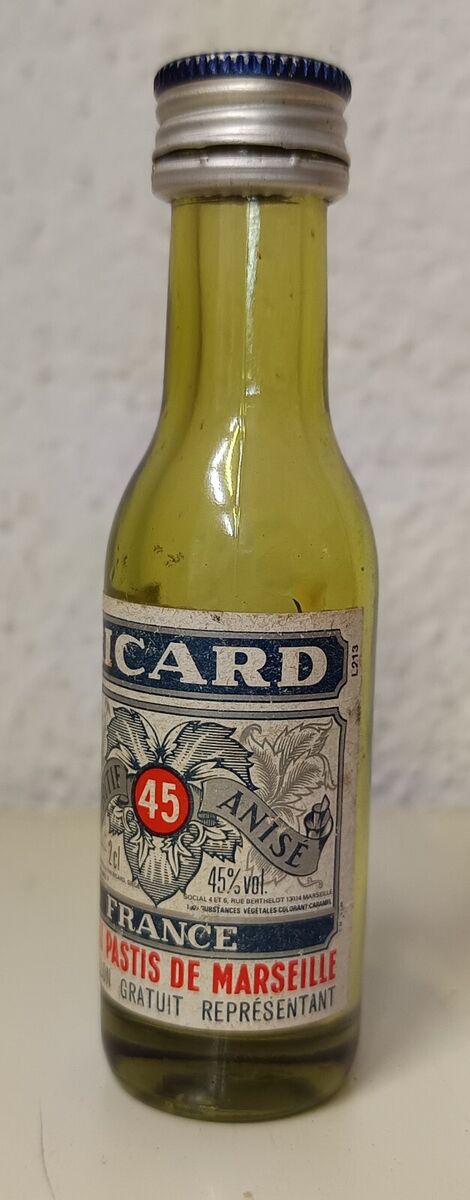 ICARD
L213
45
ANISÉ
2cl
45% vol.
SOCIAL 4 ET 6, RUE BERTHELOT 13014 MARSEILLE
SUBSTANCES VÉGÉTALES COLORANT CARAMEL
FRANCE
PASTIS DE MARSEILLE
GRATUIT REPRÉSENTANT